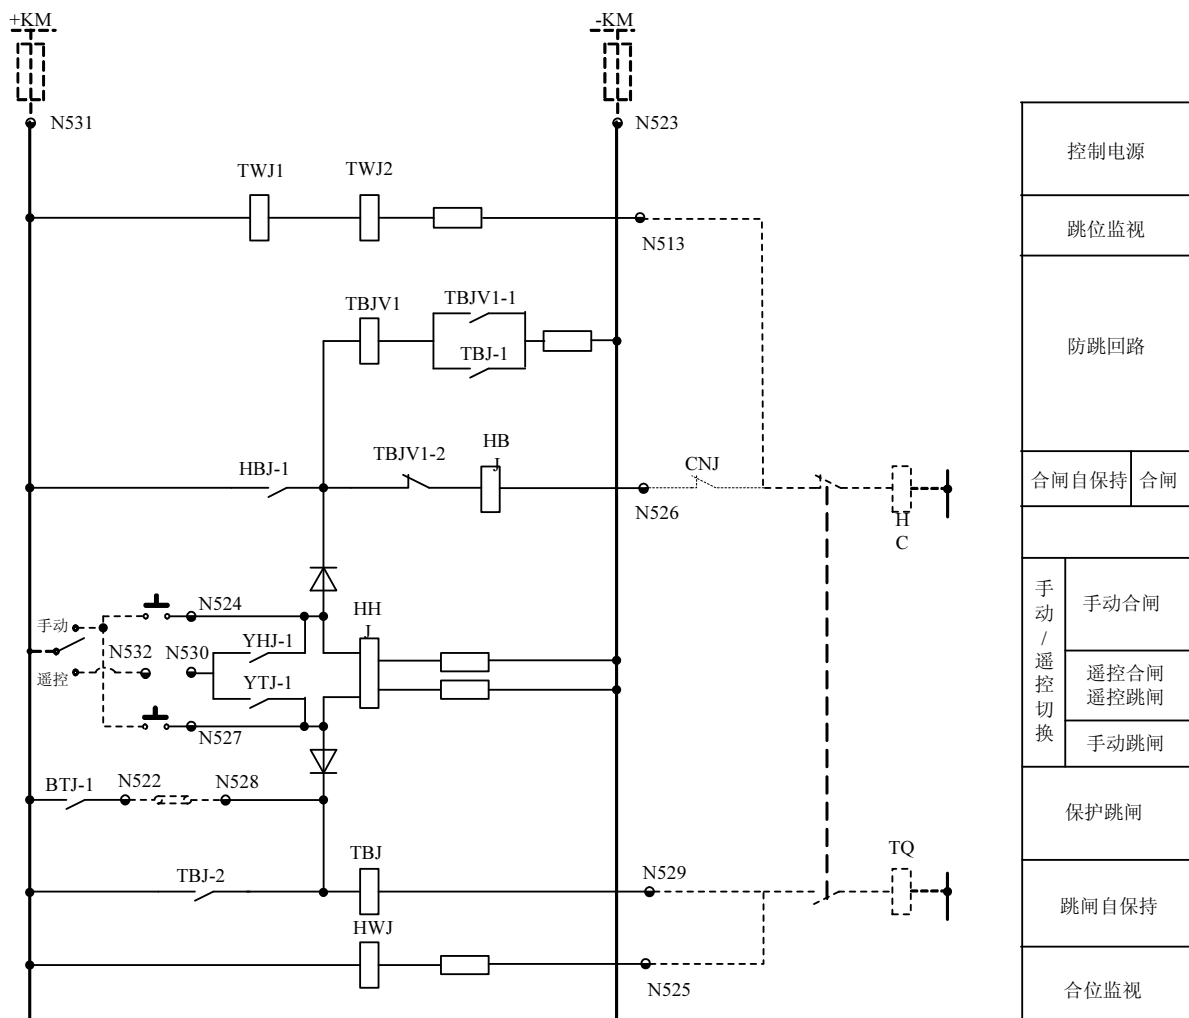 +KM
-KM
N531
N523
控制电源
TWJ1
TWJ2
跳位监视
N513
TBJV1
TBJV1-1
TBJ-1
防跳回路
HBJ-1
TBJV1-2
HB
J
CNJ
合闸自保持
合闸
N526
H
C
N524
手动
HH
J
YHJ-1
N532
N530
遥控
YTJ-1
N527
手
动
/
遥
控
切
换
手动合闸
遥控合闸
遥控跳闸
手动跳闸
BTJ-1
N522
N528
保护跳闸
TBJ-2
TBJ
N529
TQ
跳闸自保持
HWJ
N525
合位监视